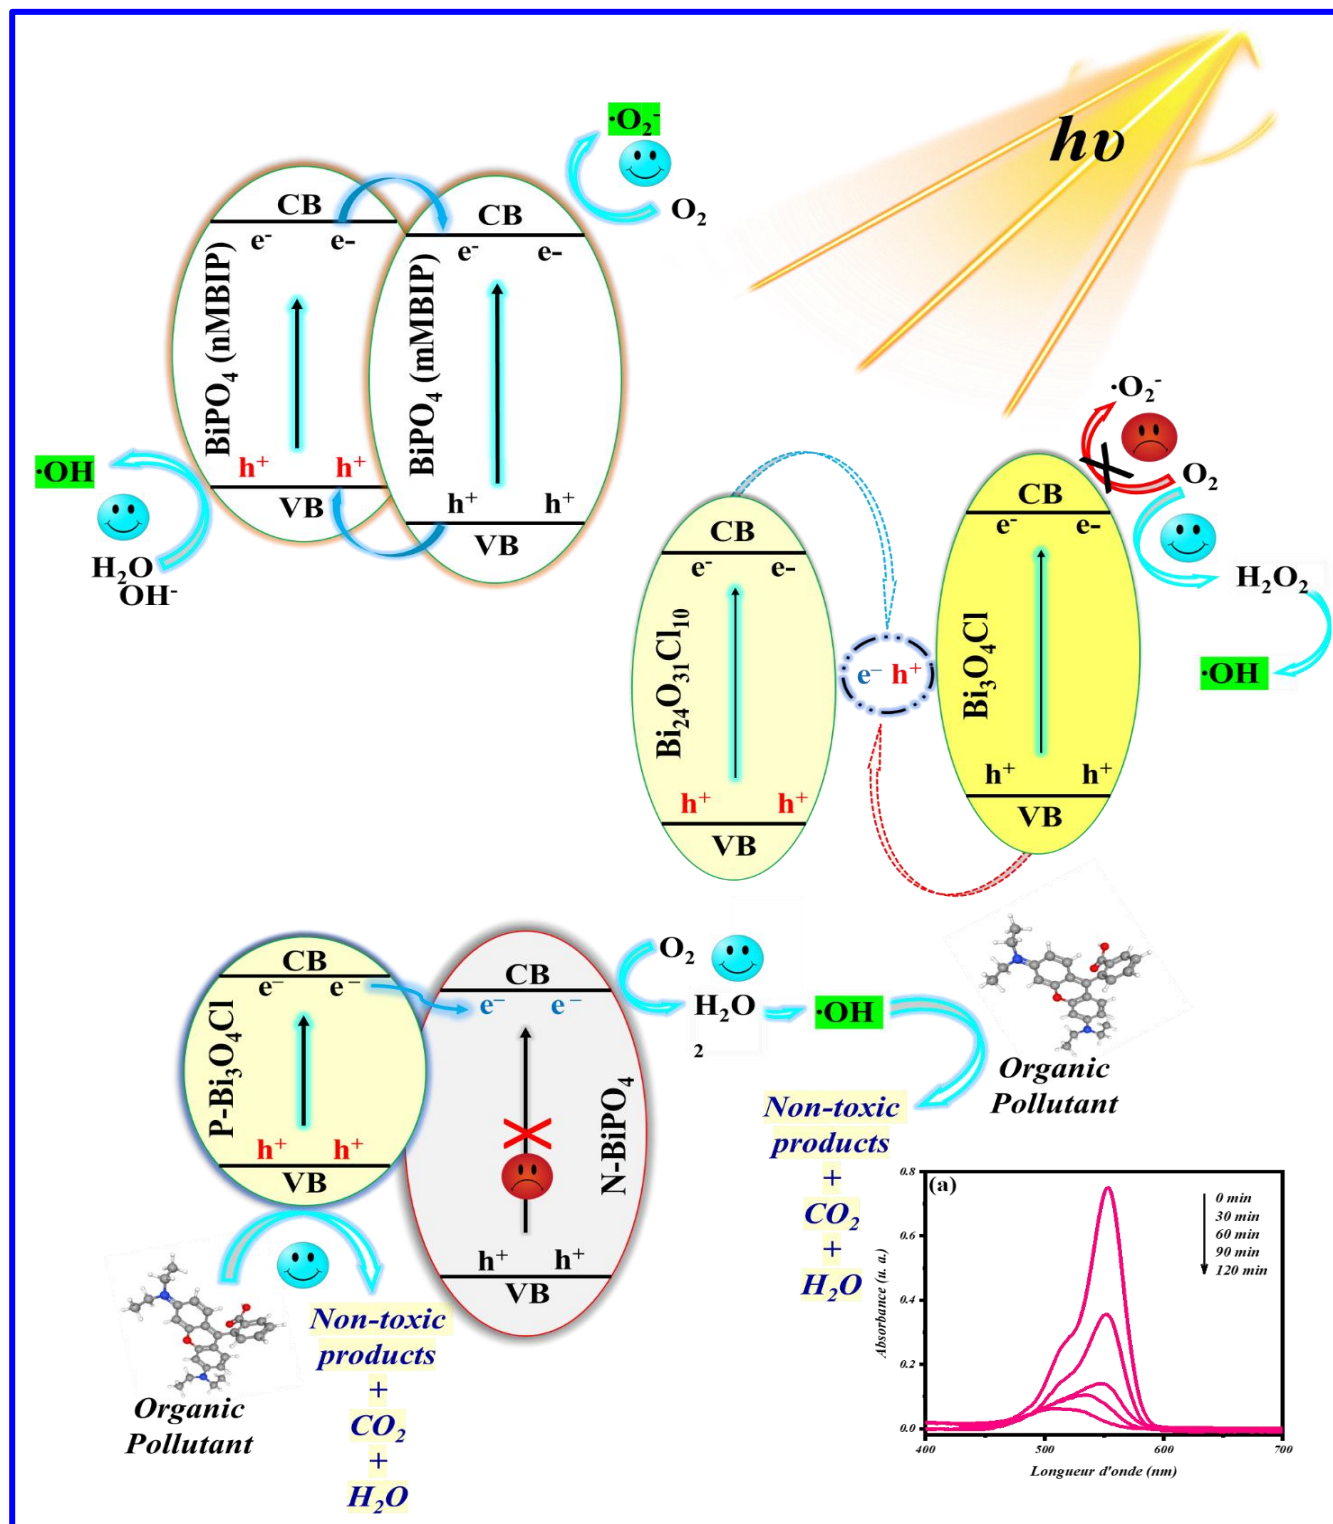 hυ
·O₂⁻
O₂
CB
e⁻ e-
BiPO₄ (nMBIP)
h⁺ h⁺
VB
CB
e⁻ e-
BiPO₄ (mMBIP)
h⁺ h⁺
VB
·OH
H₂O
OH⁻
·O₂⁻
O₂
H₂O₂
·OH
CB
e⁻ e-
Bi₂₄O₃₁Cl₁₀
h⁺ h⁺
VB
e⁻ h⁺
CB
e⁻ e-
Bi₃O₄Cl
h⁺ h⁺
VB
CB
e⁻ e⁻
P-Bi₃O₄Cl
h⁺ h⁺
VB
CB
e⁻ e⁻
N-BiPO₄
h⁺ h⁺
VB
O₂
H₂O
2
·OH
Organic
Pollutant
Non-toxic
products
+
CO₂
+
H₂O
Organic
Pollutant
Non-toxic
products
+
CO₂
+
H₂O
(a)
0 min
30 min
60 min
90 min
120 min
Absorbance (u. a.)
0.8
0.6
0.4
0.2
0.0
400 500 600 700
Longueur d'onde (nm)